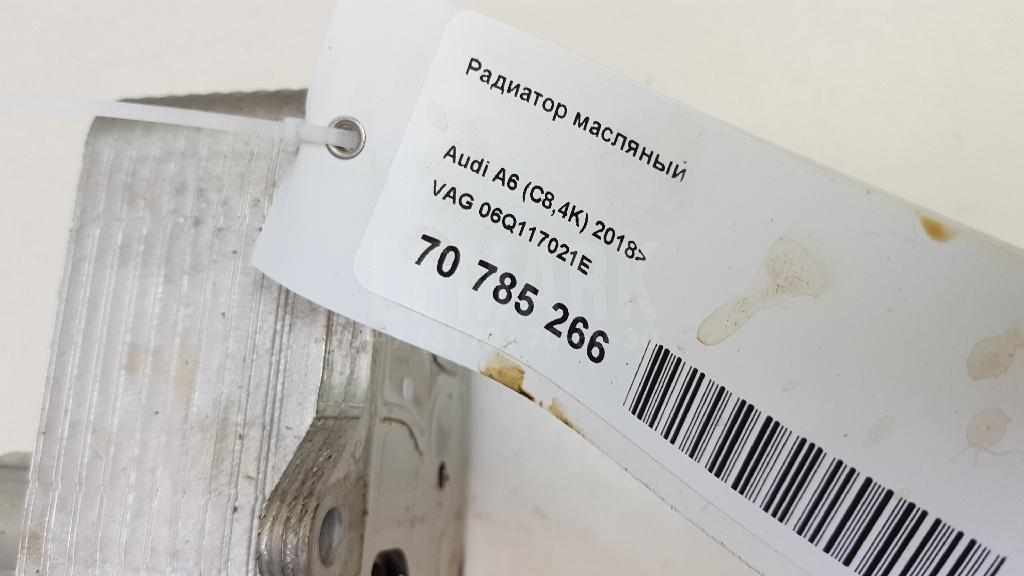 Радиатор масляный
Audi A6 (C8,4K) 2018>
VAG 06Q117021E
70 785 266